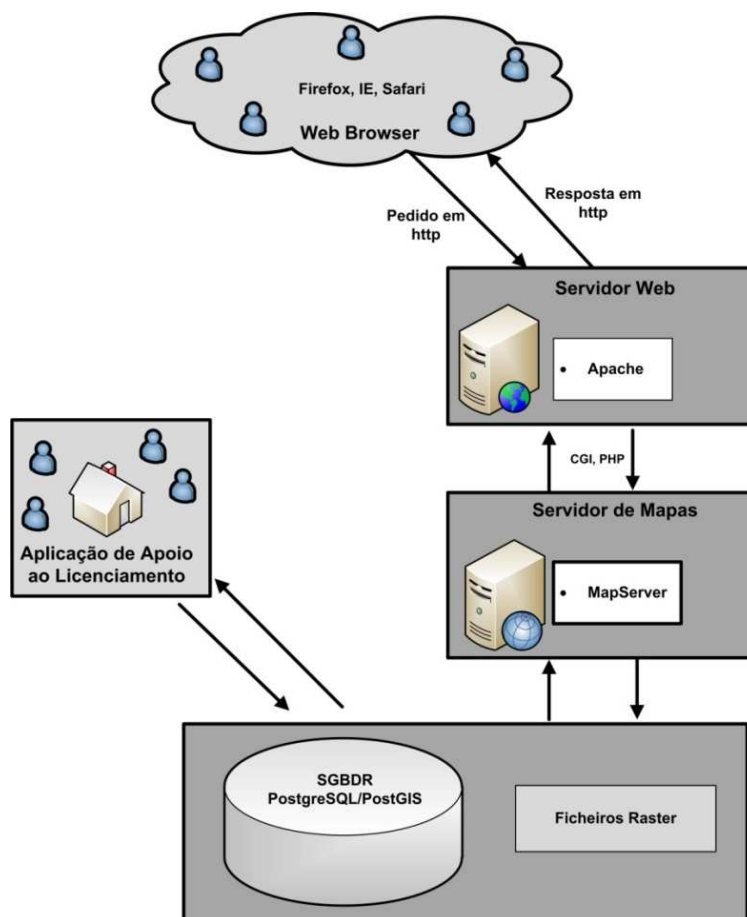 Firefox, IE, Safari
Web Browser
Pedido em
http
Resposta em
http
Servidor Web
• Apache
CGI, PHP
Servidor de Mapas
• MapServer
Aplicação de Apoio
ao Licenciamento
SGBDR
PostgreSQL/PostGIS
Ficheiros Raster